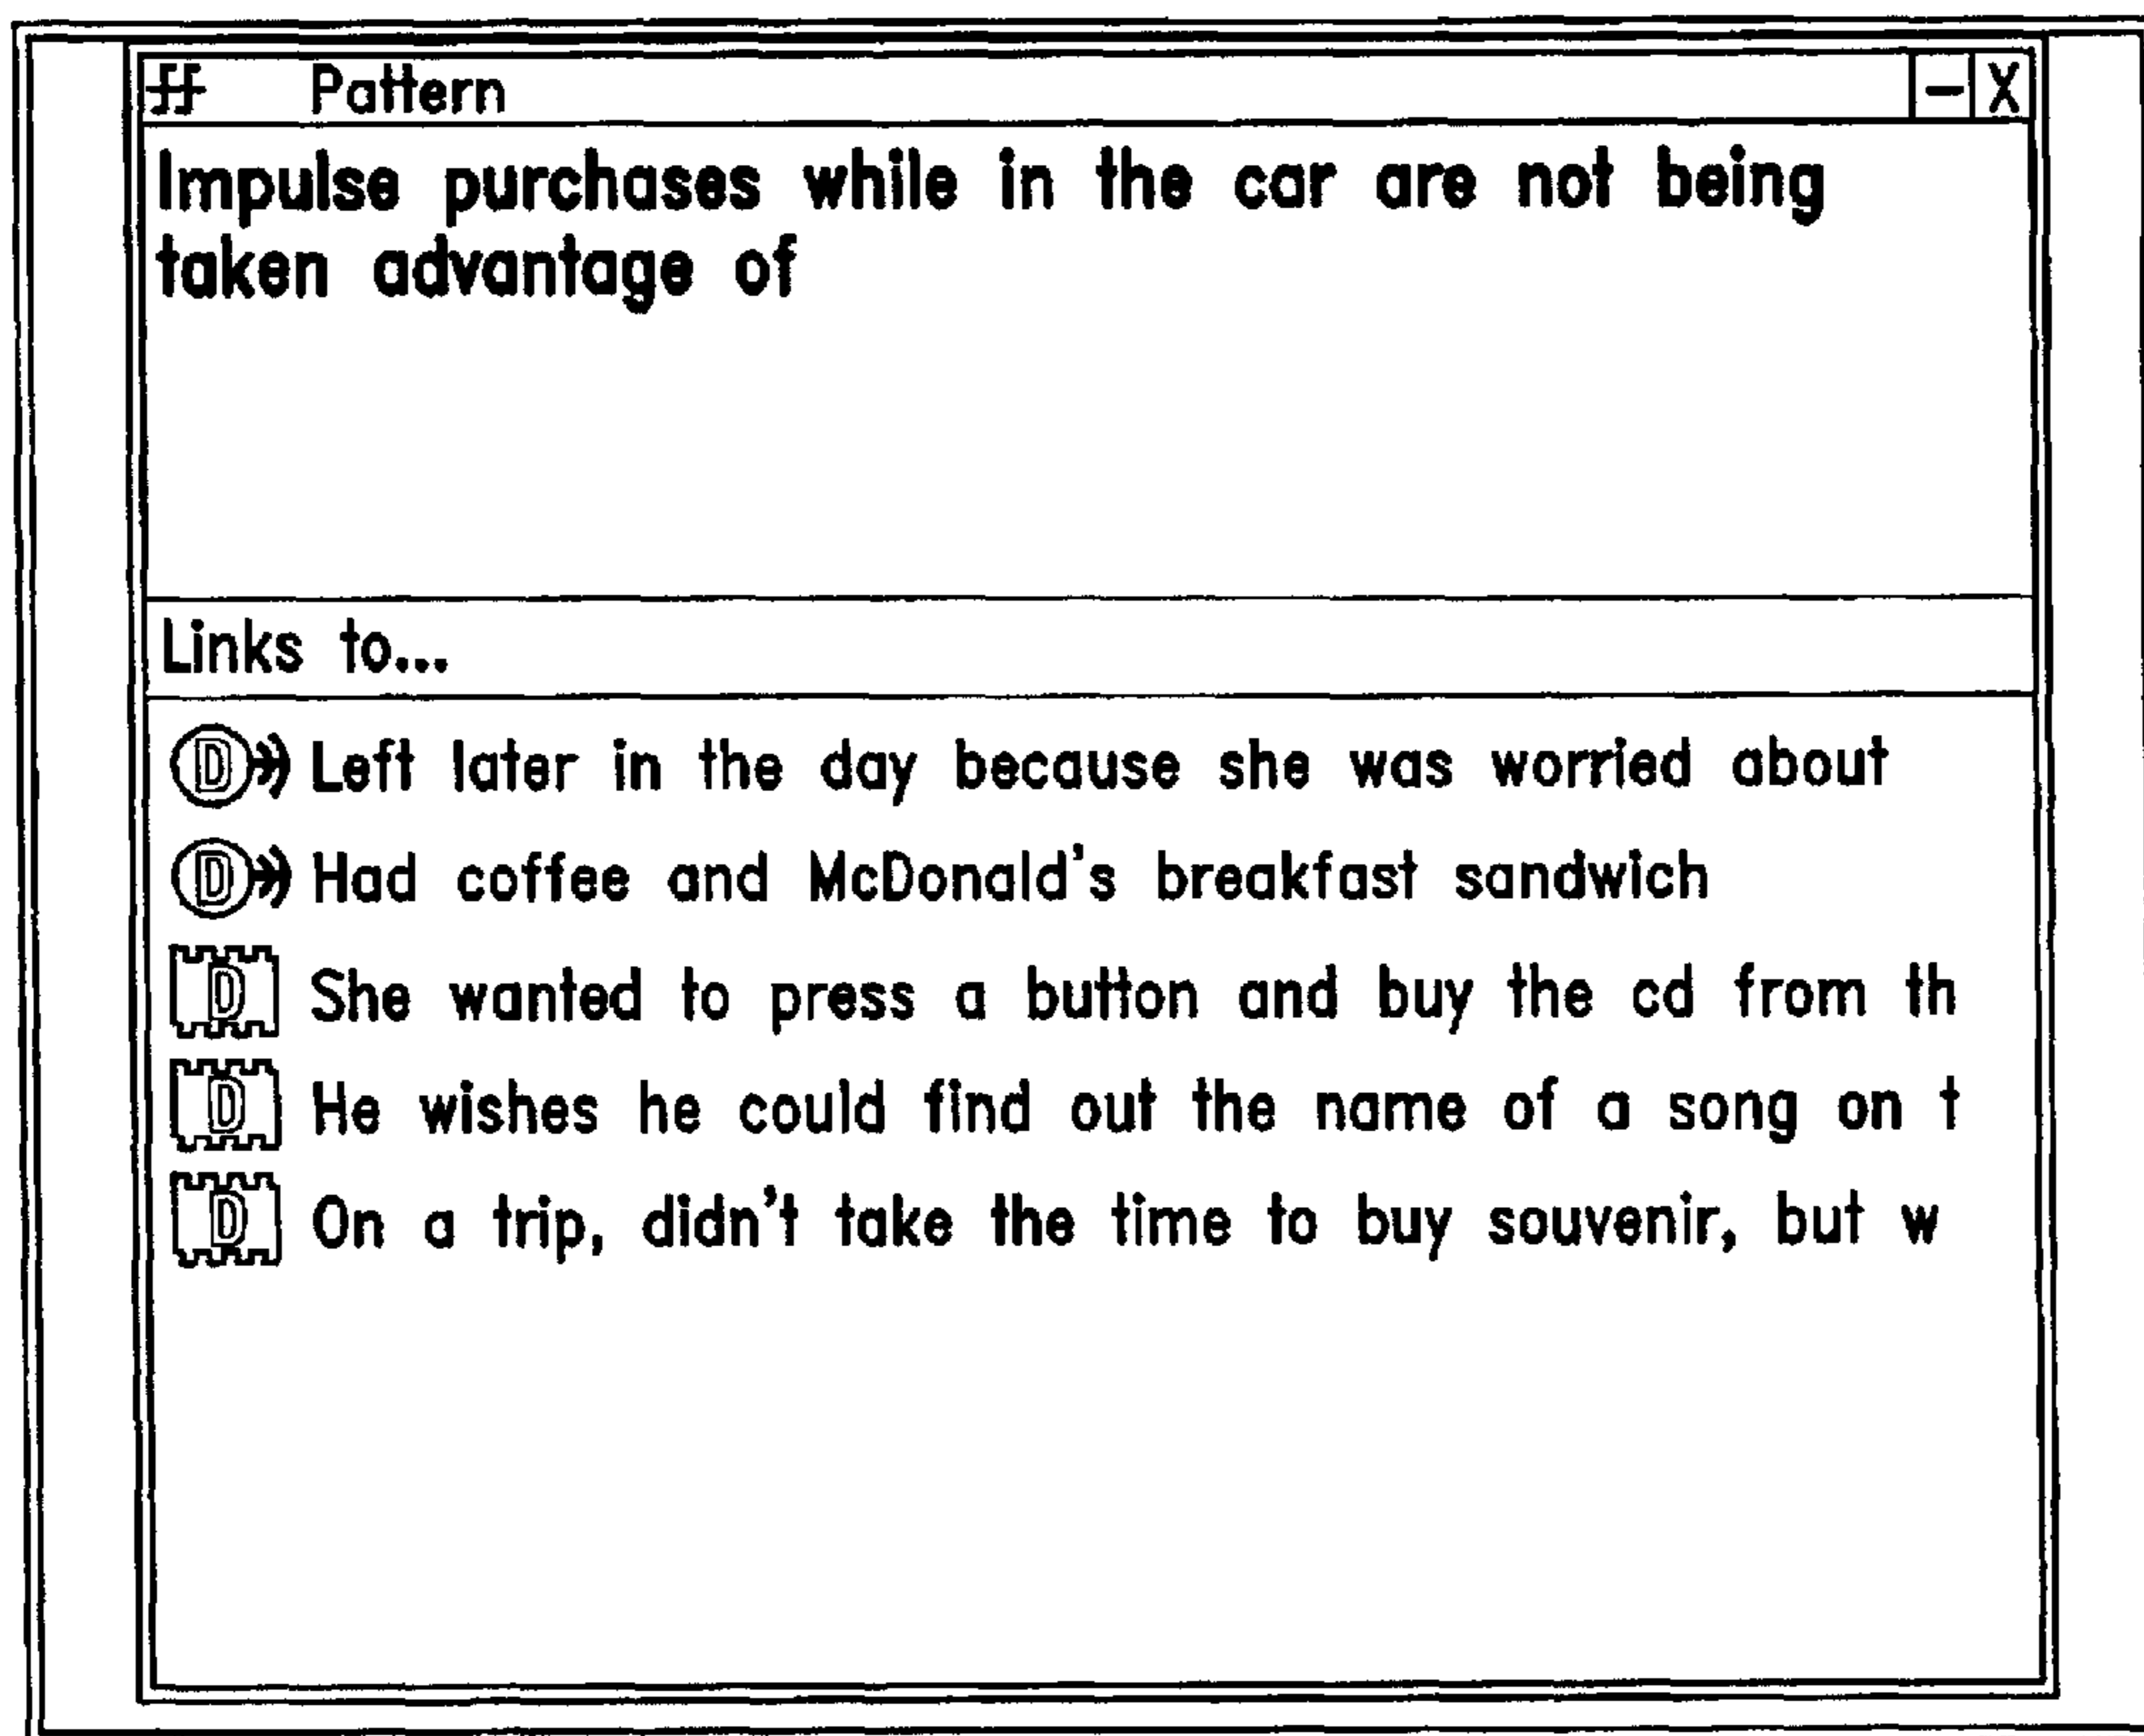 Pattern
- X
Impulse purchases while in the car are not being
taken advantage of
Links to...
D Left later in the day because she was worried about
D Had coffee and McDonald's breakfast sandwich
D She wanted to press a button and buy the cd from th
D He wishes he could find out the name of a song on t
D On a trip, didn't take the time to buy souvenir, but w